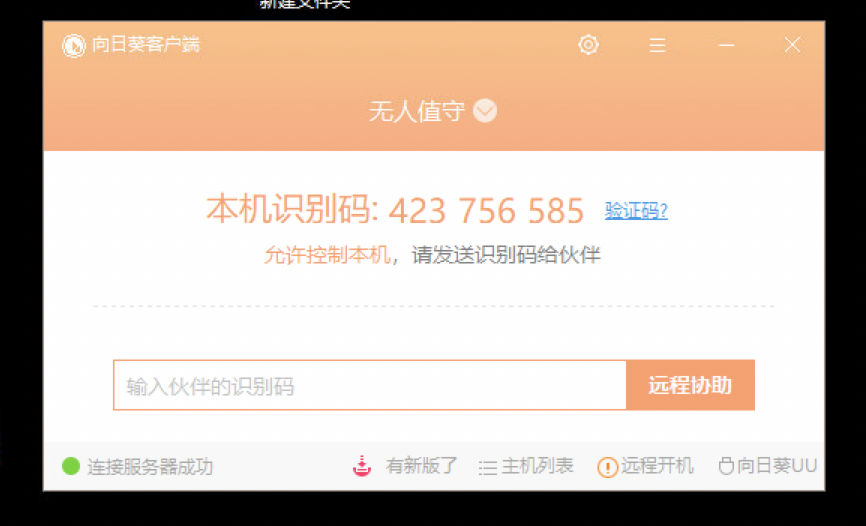 新建文件夹
向日葵客户端
无人值守
本机识别码: 423 756 585 验证码?
允许控制本机，请发送识别码给伙伴
输入伙伴的识别码 远程协助
连接服务器成功 有新版了 主机列表 远程开机 向日葵UU